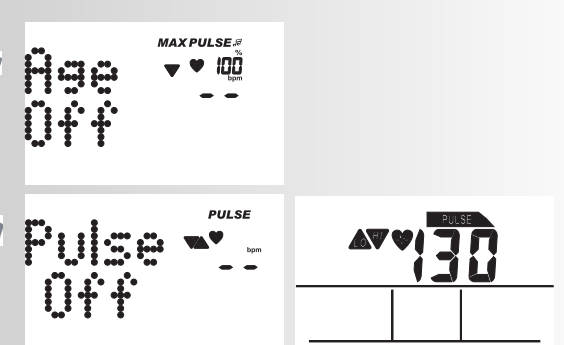 MAX PULSE
%
100
bpm
Age
– –
Off
PULSE
Pulse
bpm
– –
Off
PULSE
LO HI 130